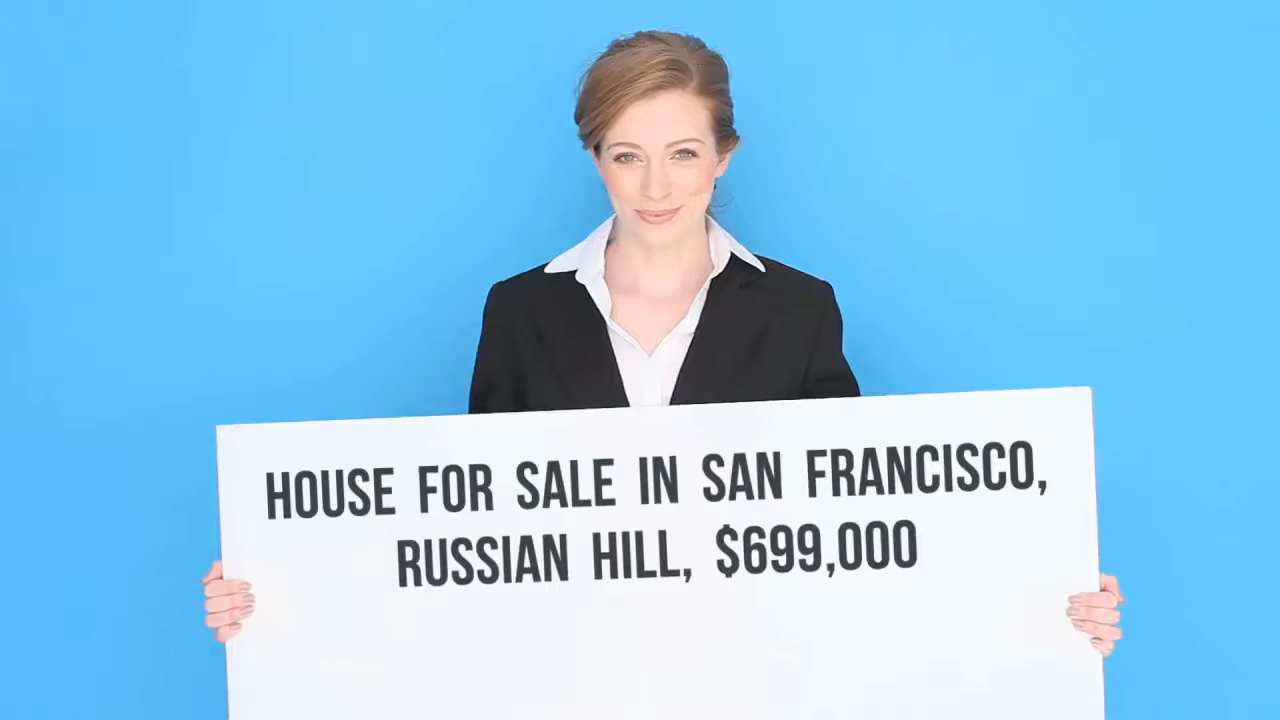 HOUSE FOR SALE IN SAN FRANCISCO,
RUSSIAN HILL, $699,000